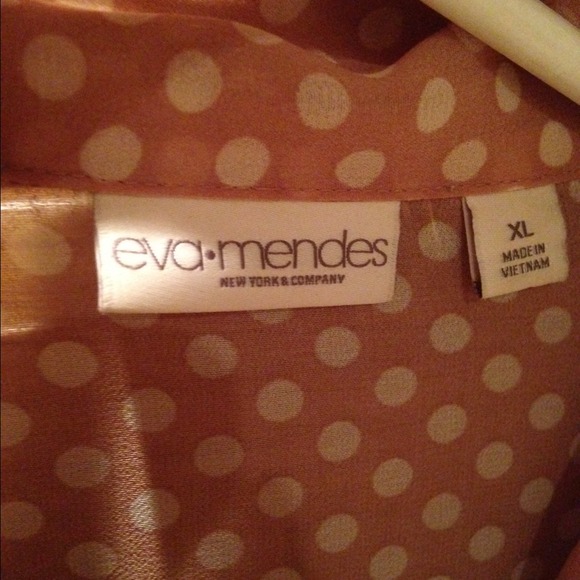 eva•mendes
NEW YORK & COMPANY
XL
MADE IN
VIETNAM